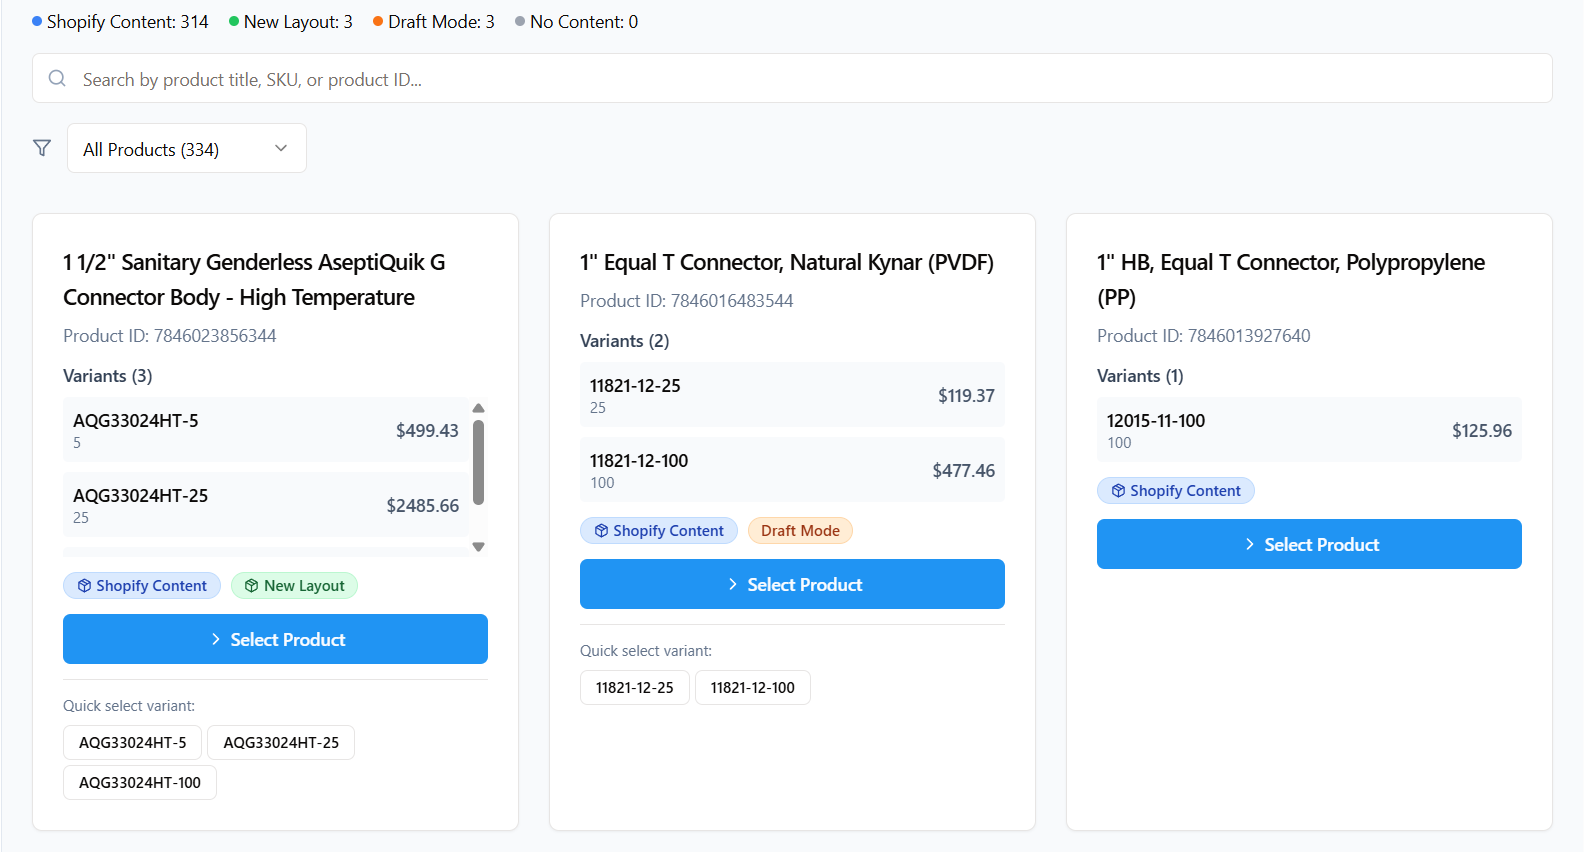 Shopify Content: 314 New Layout: 3 Draft Mode: 3 No Content: 0
Search by product title, SKU, or product ID...
All Products (334)
1 1/2" Sanitary Genderless AseptiQuik G
Connector Body - High Temperature
Product ID: 7846023856344
Variants (3)
AQG33024HT-5
5
$499.43
AQG33024HT-25
25
$2485.66
Shopify Content
New Layout
Select Product
Quick select variant:
AQG33024HT-5
AQG33024HT-25
AQG33024HT-100
1" Equal T Connector, Natural Kynar (PVDF)
Product ID: 7846016483544
Variants (2)
11821-12-25
25
$119.37
11821-12-100
100
$477.46
Shopify Content
Draft Mode
Select Product
Quick select variant:
11821-12-25
11821-12-100
1" HB, Equal T Connector, Polypropylene
(PP)
Product ID: 7846013927640
Variants (1)
12015-11-100
100
$125.96
Shopify Content
Select Product